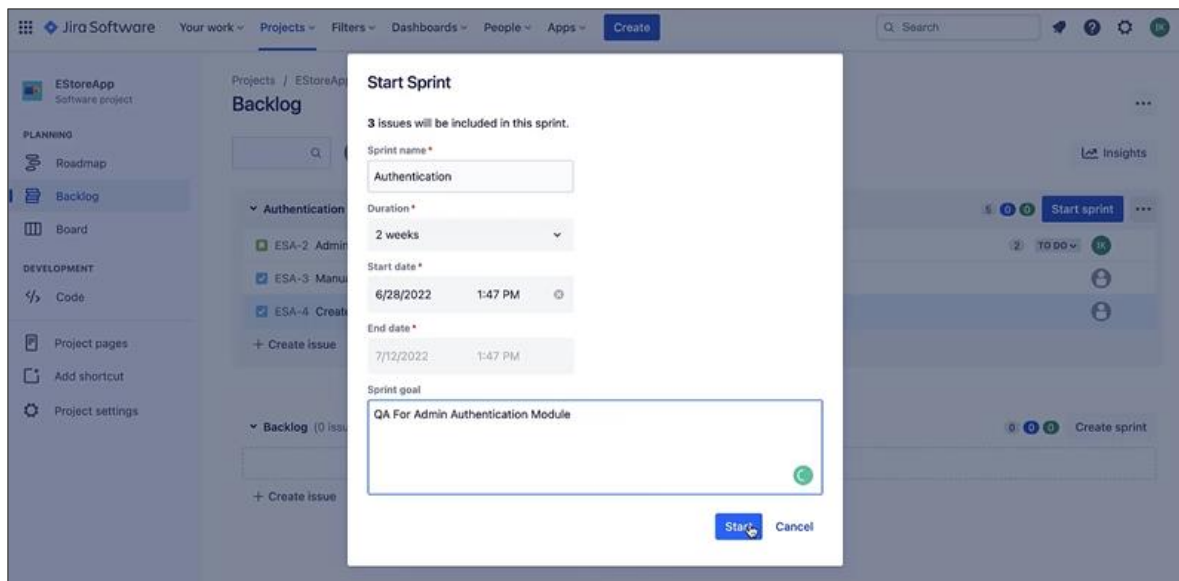 Jira Software Your work Projects Filters Dashboards People Apps Create Search IK
EStoreApp
Software project
PLANNING
Roadmap
Backlog
Board
DEVELOPMENT
Code
Project pages
Add shortcut
Project settings
Projects / EStoreApp
Backlog
Insights
Authentication 5 0 0 Start sprint
ESA-2 Admin 2 TO DO IK
ESA-3 Manu
ESA-4 Creat
+ Create issue
Backlog (0 issu 0 0 0 Create sprint
+ Create issue
Start Sprint
3 issues will be included in this sprint.
Sprint name *
Authentication
Duration *
2 weeks
Start date *
6/28/2022 1:47 PM
End date *
7/12/2022 1:47 PM
Sprint goal
QA For Admin Authentication Module
Start Cancel